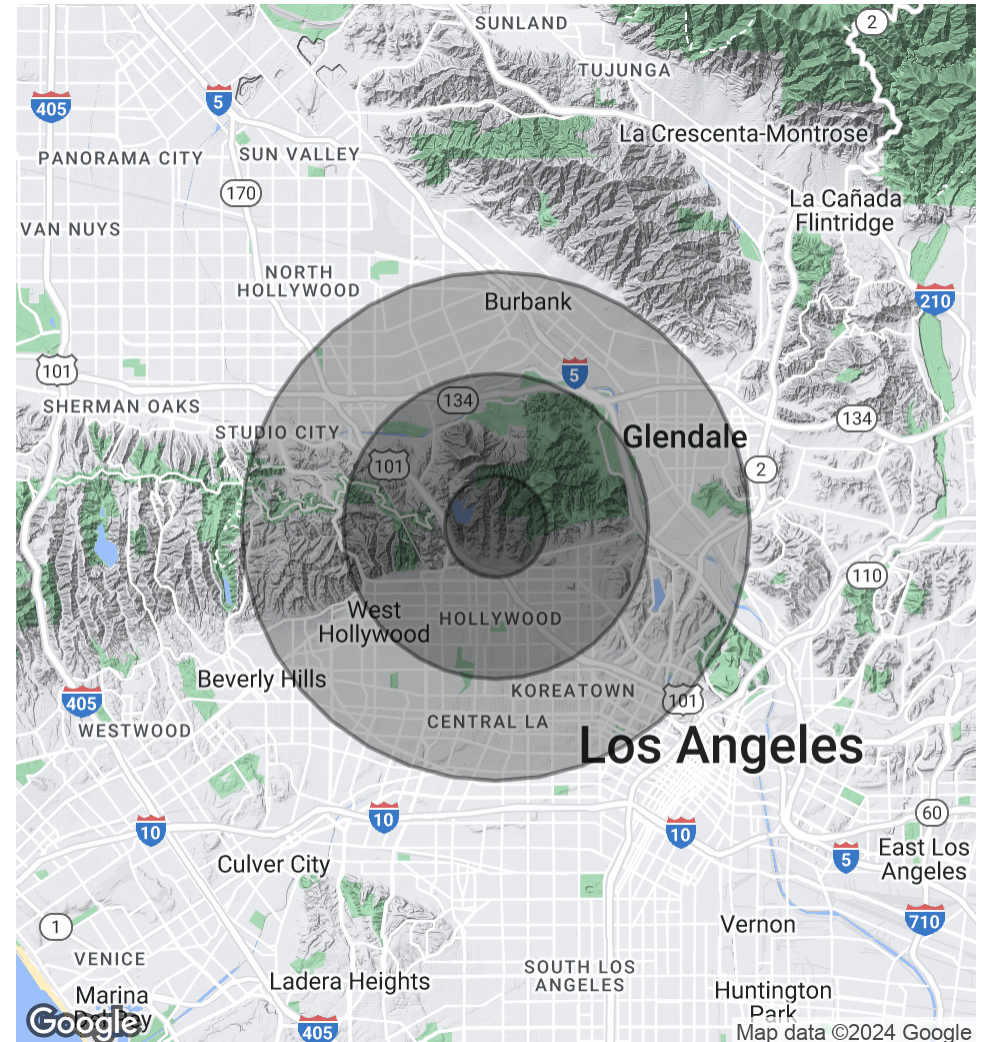 SUNLAND
2
TUJUNGA
405
5
La Crescenta-Montrose
PANORAMA CITY
SUN VALLEY
170
La Cañada
Flintridge
VAN NUYS
NORTH
HOLLYWOOD
210
Burbank
101
5
SHERMAN OAKS
134
134
STUDIO CITY
Glendale
101
2
110
West
Hollywood
HOLLYWOOD
Beverly Hills
KOREATOWN
405
101
WESTWOOD
CENTRAL LA
Los Angeles
10
10
10
60
5
East Los
Angeles
Culver City
1
Vernon
710
VENICE
SOUTH LOS
ANGELES
Ladera Heights
Marina
Del Rey
Huntington
Park
Google
405
Map data ©2024 Google